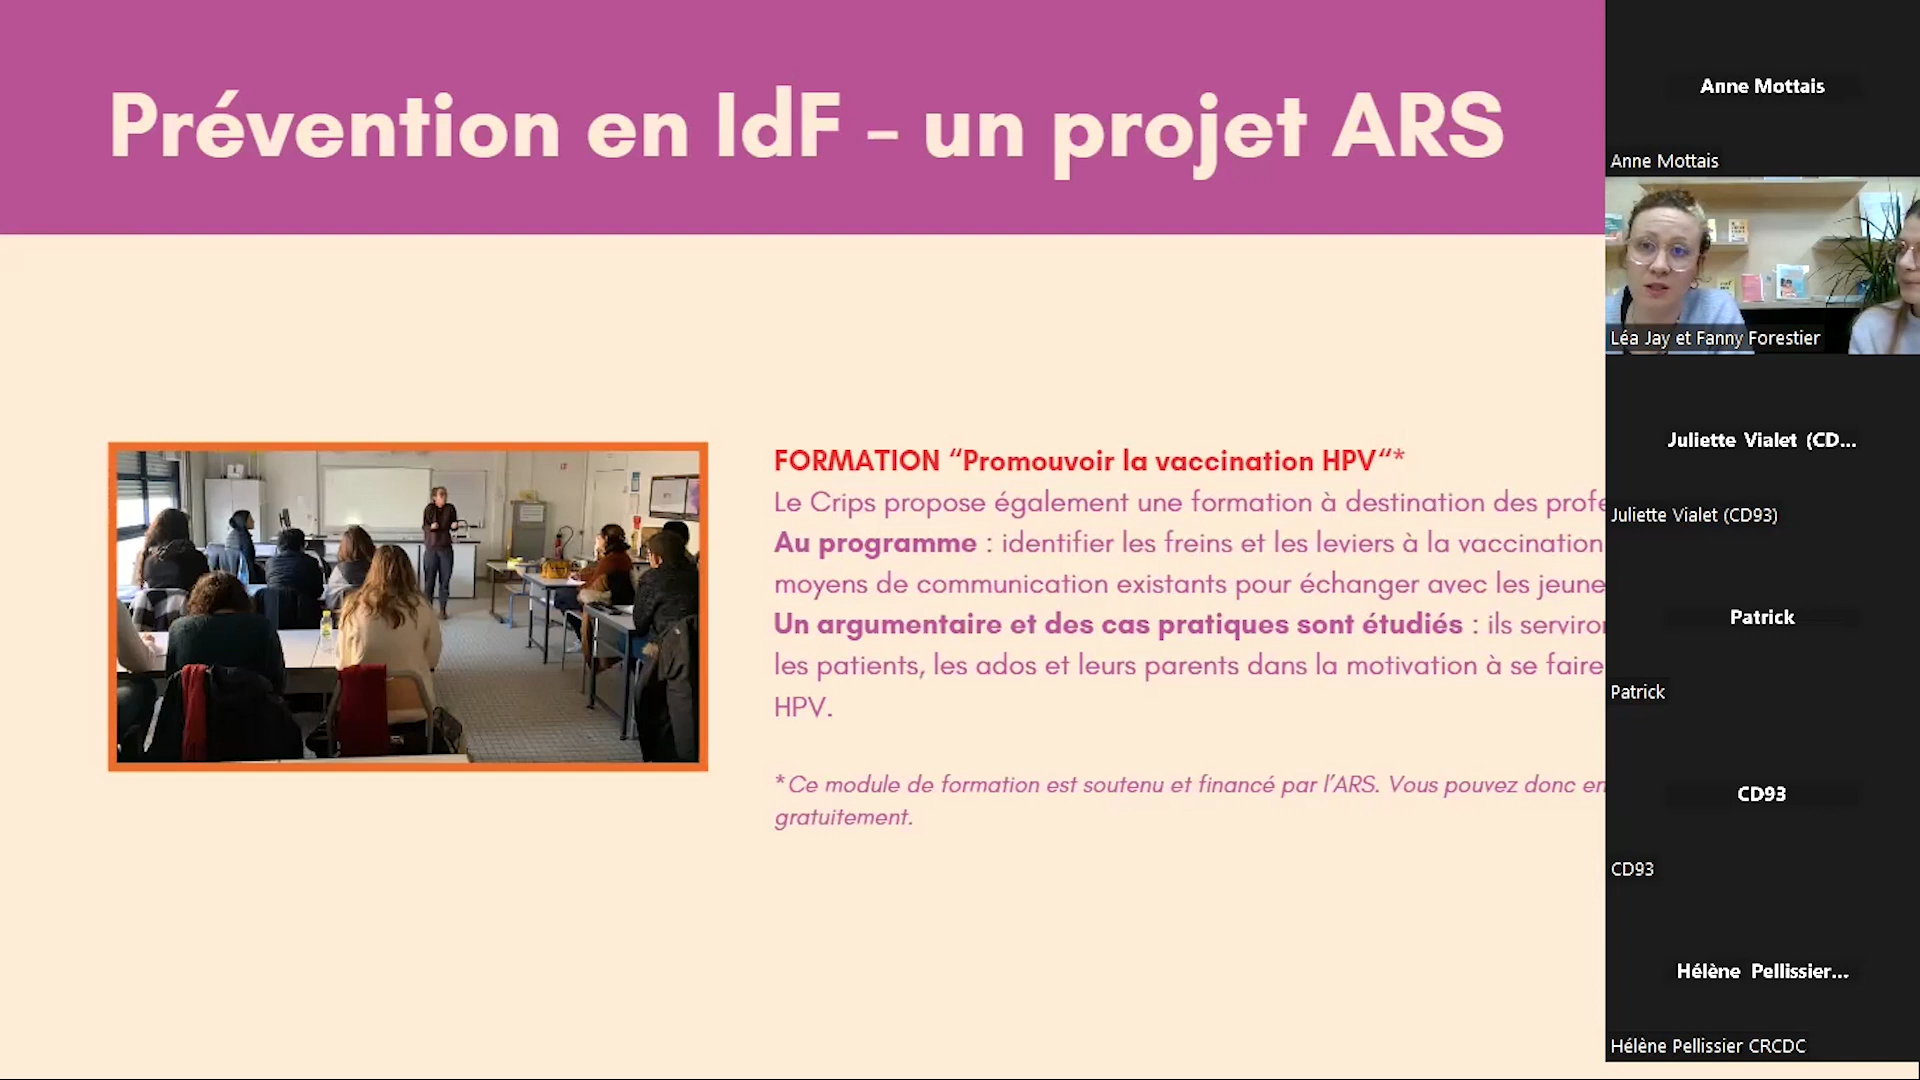 Prévention en IdF - un projet ARS
FORMATION “Promouvoir la vaccination HPV“*
Le Crips propose également une formation à destination des profe
Au programme : identifier les freins et les leviers à la vaccination
moyens de communication existants pour échanger avec les jeune
Un argumentaire et des cas pratiques sont étudiés : ils serviro
les patients, les ados et leurs parents dans la motivation à se faire
HPV.
*Ce module de formation est soutenu et financé par l’ARS. Vous pouvez donc en
gratuitement.
Anne Mottais
Anne Mottais
Léa Jay et Fanny Forestier
Juliette Vialet (CD...
Juliette Vialet (CD93)
Patrick
Patrick
CD93
CD93
Hélène Pellissier...
Hélène Pellissier CRCDC